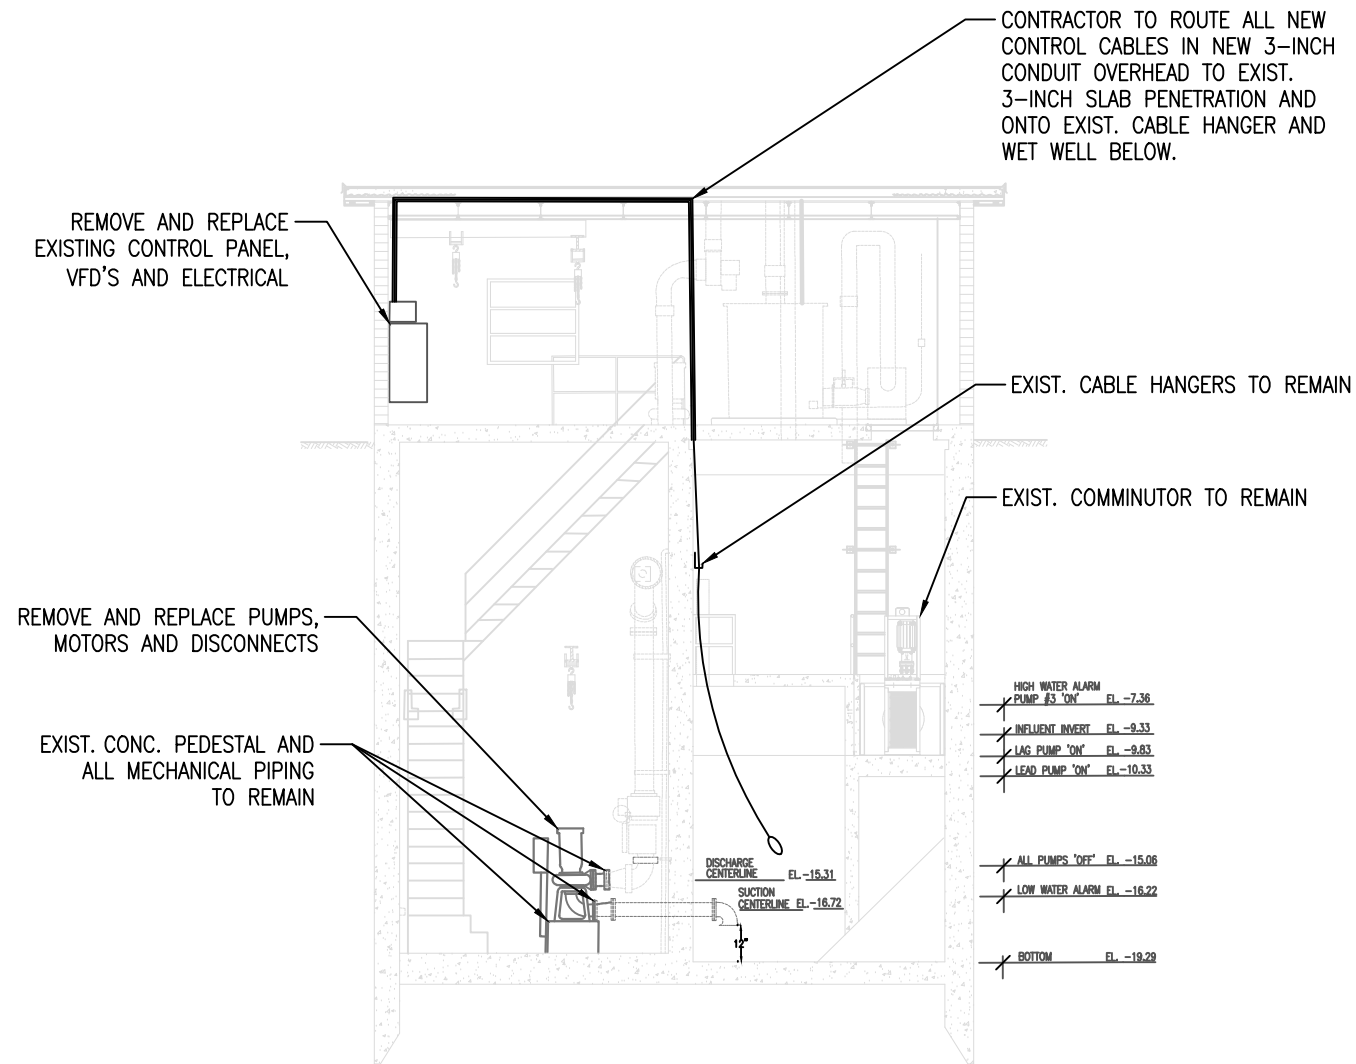 CONTRACTOR TO ROUTE ALL NEW
CONTROL CABLES IN NEW 3-INCH
CONDUIT OVERHEAD TO EXIST.
3-INCH SLAB PENETRATION AND
ONTO EXIST. CABLE HANGER AND
WET WELL BELOW.
REMOVE AND REPLACE
EXISTING CONTROL PANEL,
VFD'S AND ELECTRICAL
EXIST. CABLE HANGERS TO REMAIN
EXIST. COMMINUTOR TO REMAIN
REMOVE AND REPLACE PUMPS,
MOTORS AND DISCONNECTS
EXIST. CONC. PEDESTAL AND
ALL MECHANICAL PIPING
TO REMAIN
HIGH WATER ALARM
PUMP #3 'ON' EL. -7.36
INFLUENT INVERT EL. -9.33
LAG PUMP 'ON' EL. -9.83
LEAD PUMP 'ON' EL.-10.33
ALL PUMPS 'OFF' EL. -15.06
LOW WATER ALARM EL. -16.22
BOTTOM EL. -19.29
DISCHARGE
CENTERLINE EL.-15.31
SUCTION
CENTERLINE EL.-16.72
12"